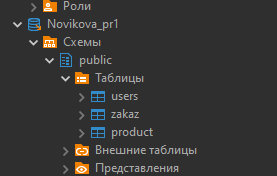 Роли
Novikova_pr1
Схемы
public
Таблицы
users
zakaz
product
Внешние таблицы
Представления